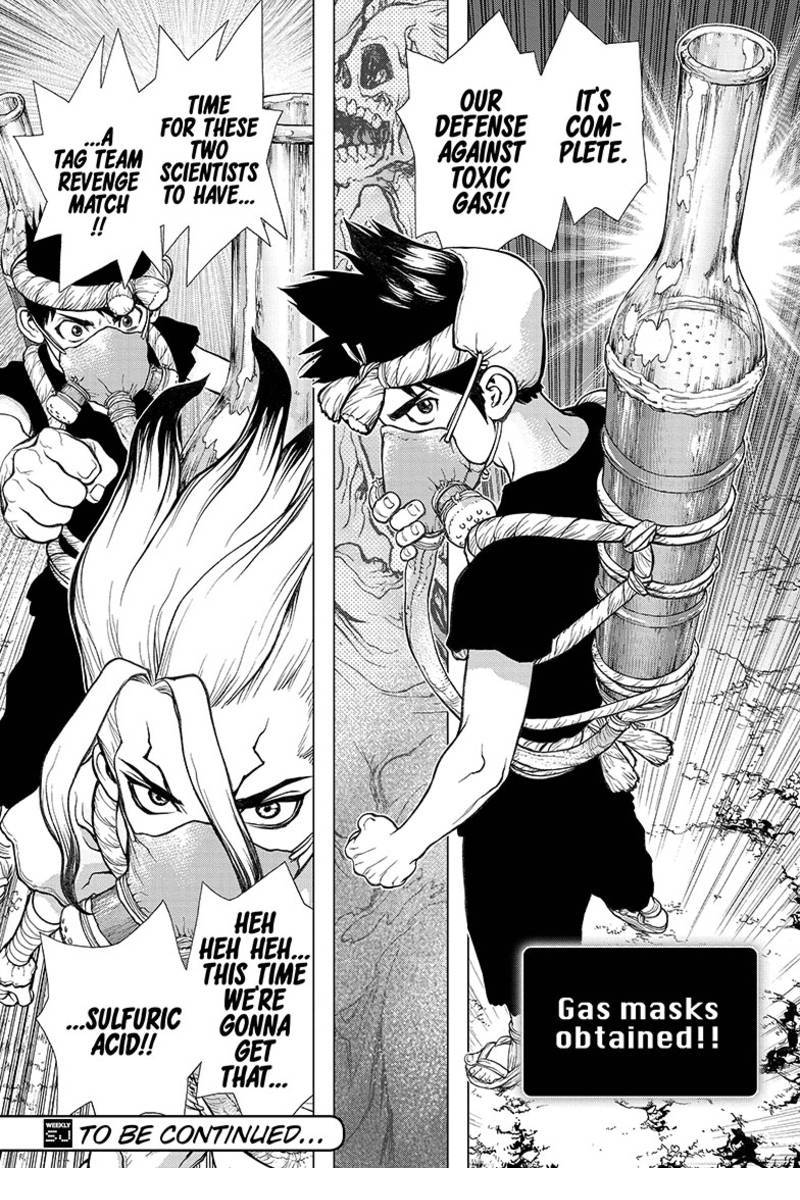 IT'S
COM-
PLETE.
OUR
DEFENSE
AGAINST
TOXIC
GAS!!
Gas masks
obtained!!
TIME
FOR THESE
TWO
SCIENTISTS
TO HAVE...
...A
TAG TEAM
REVENGE
MATCH
!!
HEH
HEH HEH...
...THIS TIME
WE'RE
GONNA
GET
THAT...
...SULFURIC
ACID!!
WEEKLY
SJ
TO BE CONTINUED...